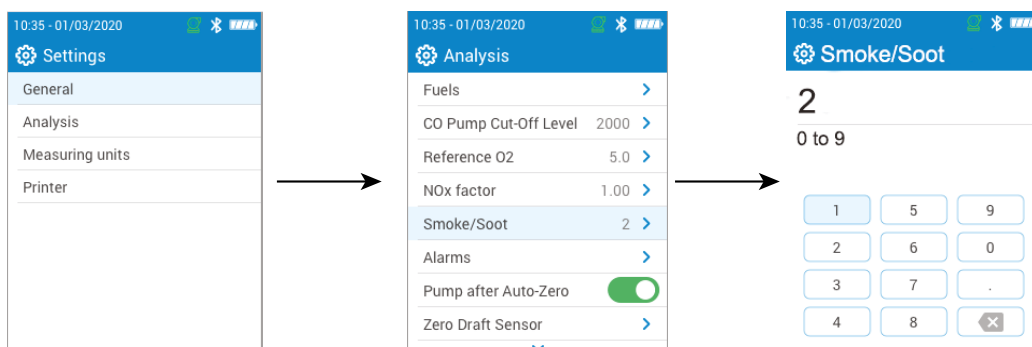 10:35 - 01/03/2020
Settings
General
Analysis
Measuring units
Printer
10:35 - 01/03/2020
Analysis
Fuels
CO Pump Cut-Off Level 2000
Reference O2 5.0
NOx factor 1.00
Smoke/Soot 2
Alarms
Pump after Auto-Zero
Zero Draft Sensor
10:35 - 01/03/2020
Smoke/Soot
2
0 to 9
1 5 9
2 6 0
3 7 .
4 8